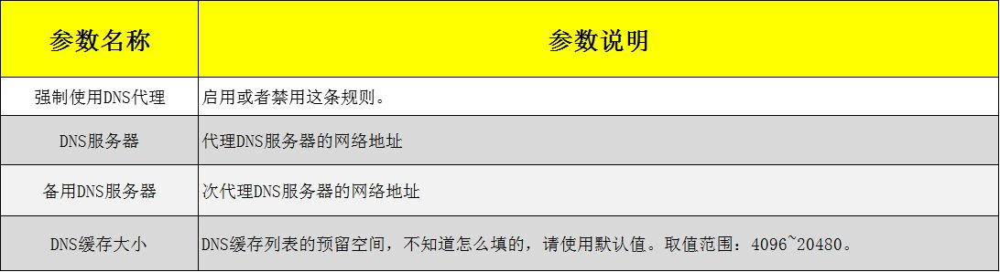 参数名称 参数说明
强制使用DNS代理 启用或者禁用这条规则。
DNS服务器 代理DNS服务器的网络地址
备用DNS服务器 次代理DNS服务器的网络地址
DNS缓存大小 DNS缓存列表的预留空间，不知道怎么填的，请使用默认值。取值范围：4096~20480。